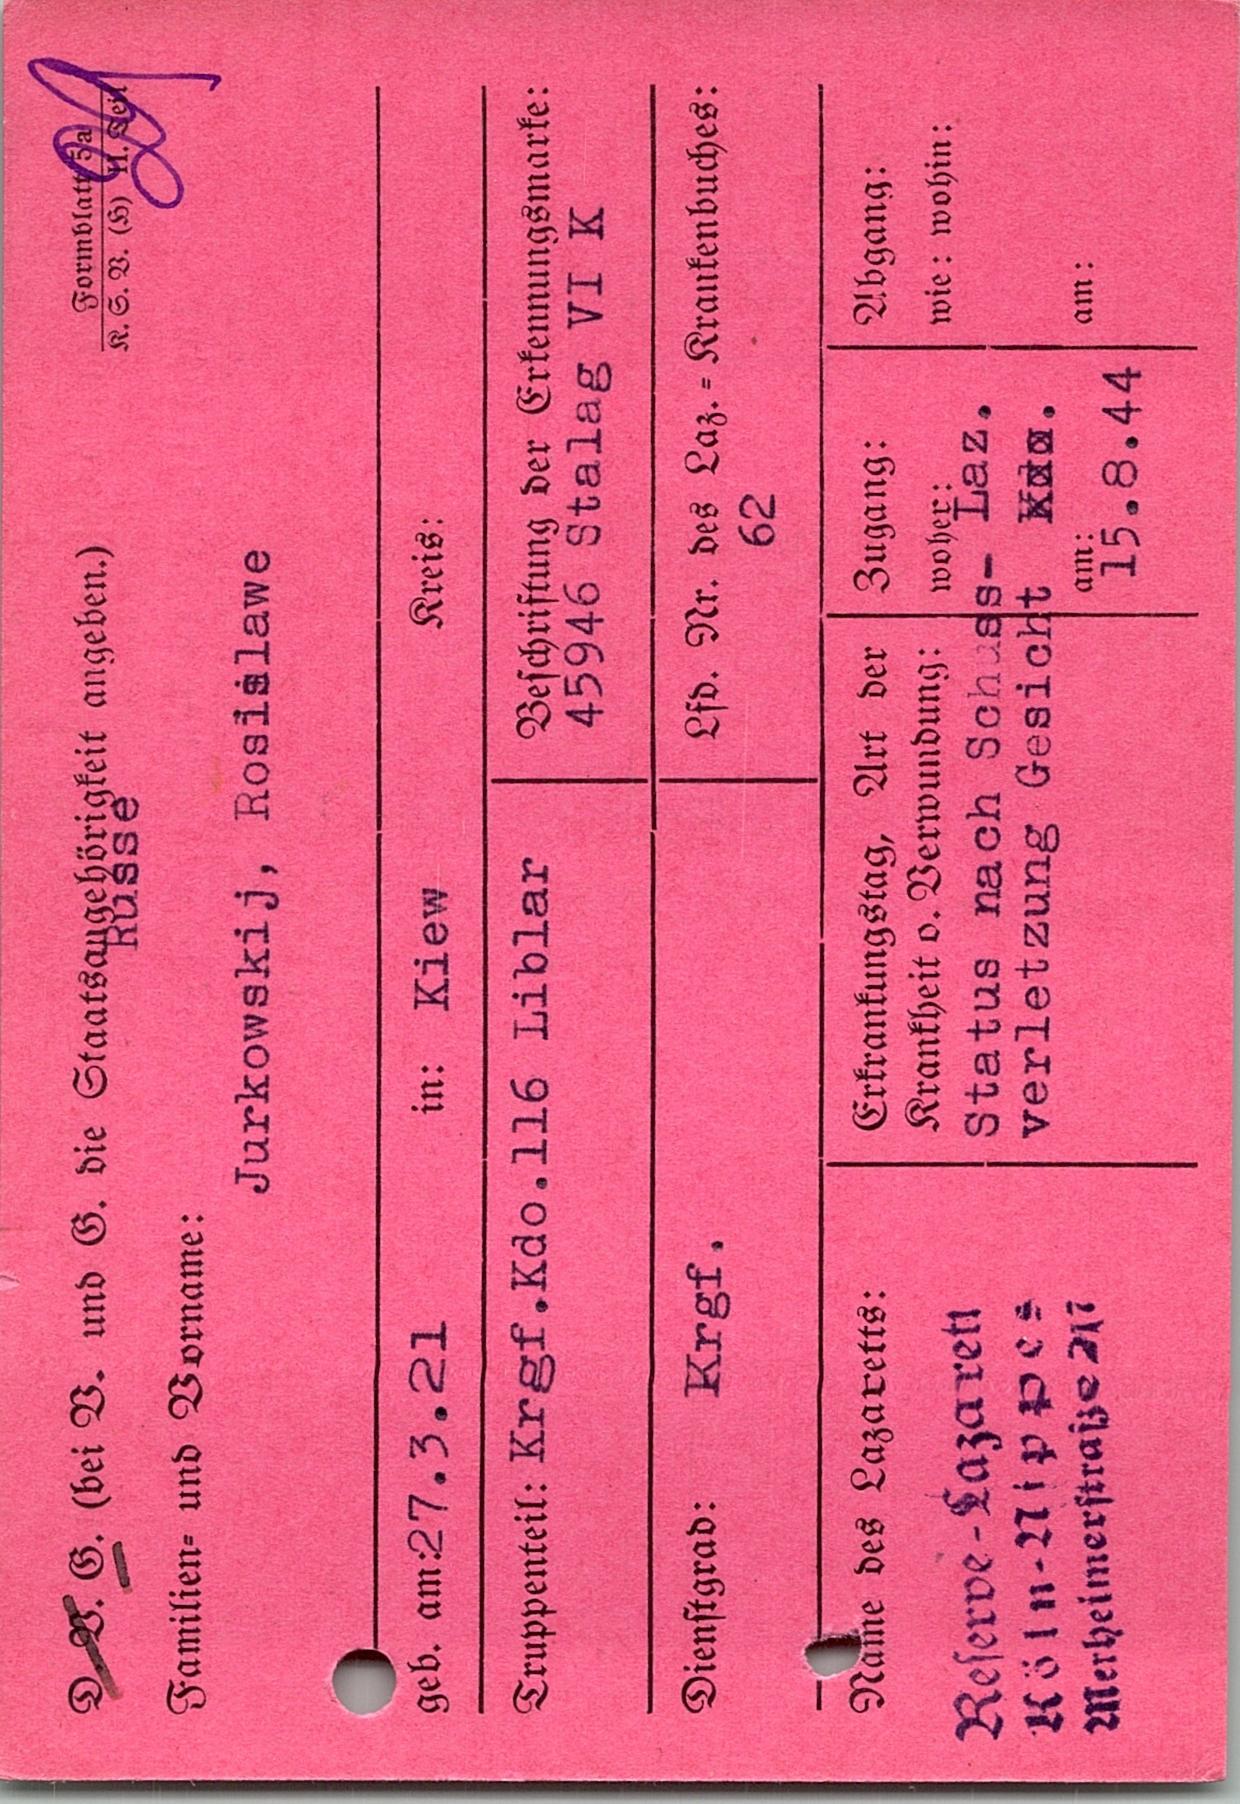 Formblatt 5a
K. S. V. (H) II. Teil
D. V. G. (bei V. und G. die Staatsangehörigkeit angeben.)
Russe
Familien- und Vorname:
Jurkowskij, Rosislawe
geb. am: 27.3.21 in: Kiew Kreis:
Truppenteil: Krgf.Kdo.116 Liblar
Beschriftung der Erkennungsmarke:
45946 Stalag VI K
Dienstgrad: Krgf.
Lfd. Nr. des Laz.=Krankenbuches:
62
Name des Lazaretts:
Reserve-Lazarett
Köln-Nippes
Merheimerstraße
Erkrankungstag, Art der
Krankheit o. Verwundung:
Status nach Schuss-
verletzung Gesicht
Zugang:
woher:
Laz.
Kdo.
am:
15.8.44
Abgang:
wie: wohin:
am: